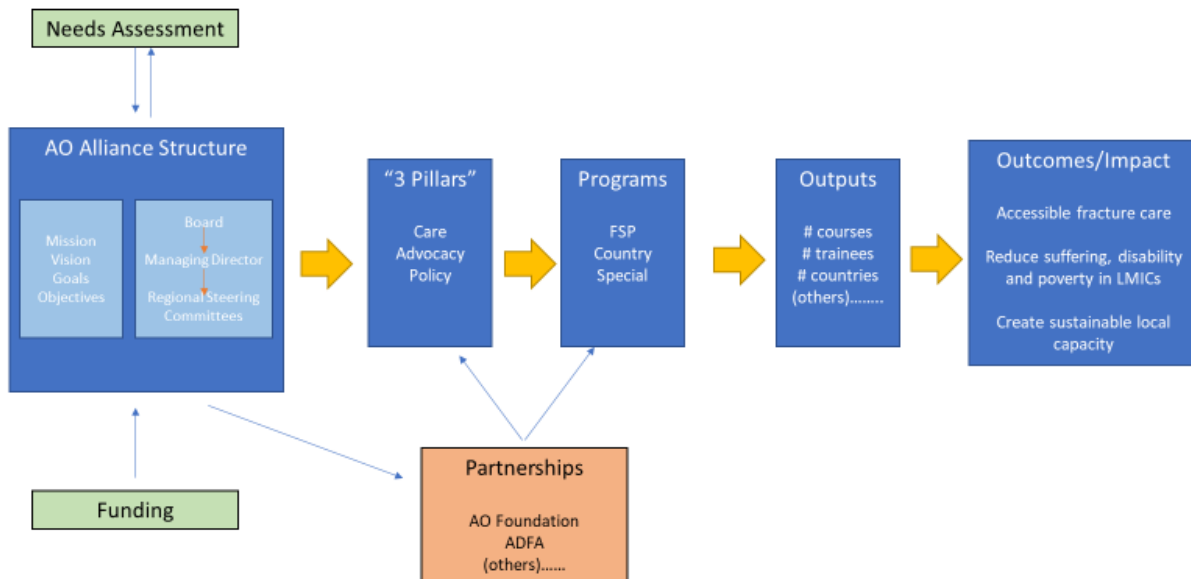 Needs Assessment
AO Alliance Structure
Mission
Vision
Goals
Objectives
Board
Managing Director
Regional Steering
Committees
"3 Pillars"
Care
Advocacy
Policy
Programs
FSP
Country
Special
Outputs
# courses
# trainees
# countries
(others)........
Outcomes/Impact
Accessible fracture care
Reduce suffering, disability
and poverty in LMICs
Create sustainable local
capacity
Funding
Partnerships
AO Foundation
ADFA
(others)......